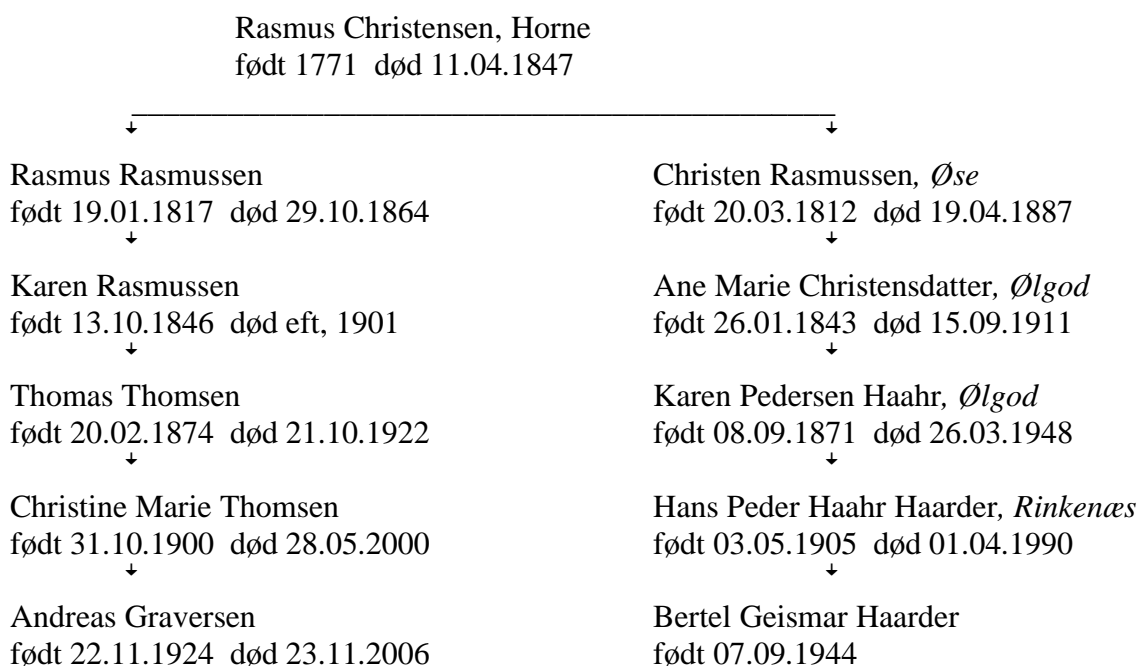 Rasmus Christensen, Horne
født 1771 død 11.04.1847
Rasmus Rasmussen
født 19.01.1817 død 29.10.1864
Karen Rasmussen
født 13.10.1846 død eft, 1901
Thomas Thomsen
født 20.02.1874 død 21.10.1922
Christine Marie Thomsen
født 31.10.1900 død 28.05.2000
Andreas Graversen
født 22.11.1924 død 23.11.2006
Christen Rasmussen, Øse
født 20.03.1812 død 19.04.1887
Ane Marie Christensdatter, Ølgod
født 26.01.1843 død 15.09.1911
Karen Pedersen Haahr, Ølgod
født 08.09.1871 død 26.03.1948
Hans Peder Haahr Haarder, Rinkenæs
født 03.05.1905 død 01.04.1990
Bertel Geismar Haarder
født 07.09.1944